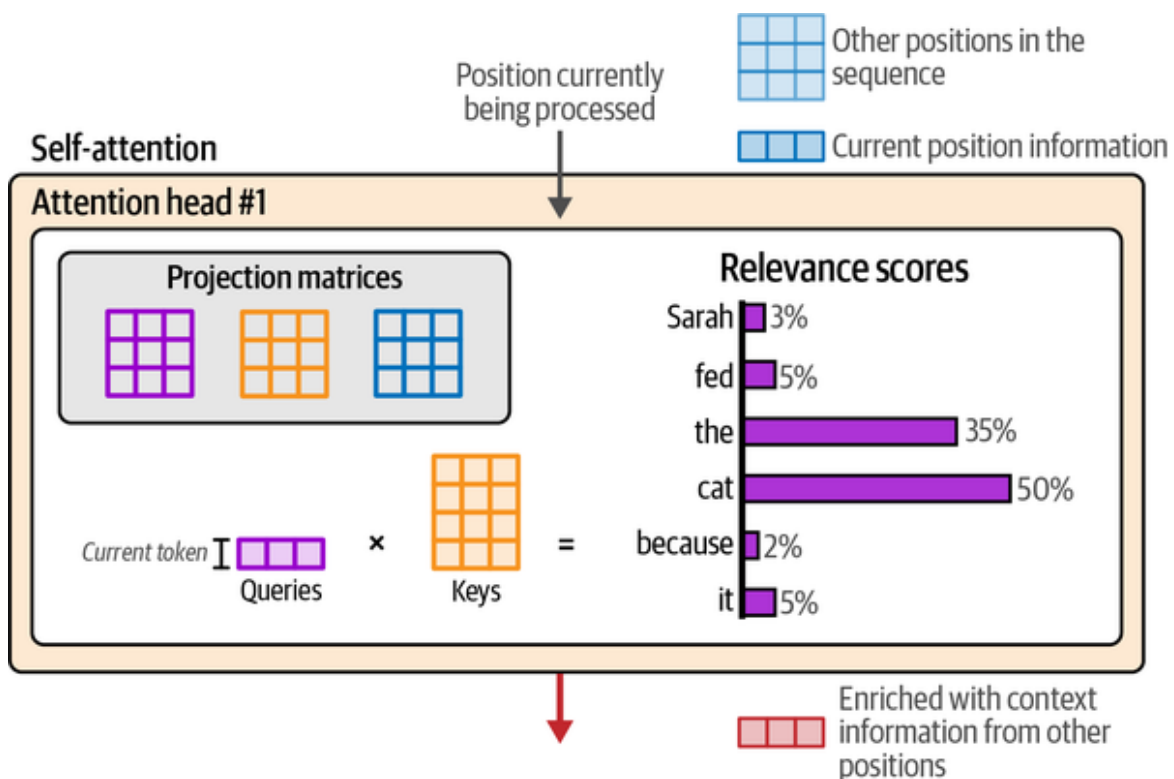 Other positions in the
sequence
Position currently
being processed
Current position information
Self-attention
Attention head #1
Projection matrices
Relevance scores
Sarah 3%
fed 5%
the 35%
cat 50%
because 2%
it 5%
Current token
×
=
Queries
Keys
Enriched with context
information from other
positions